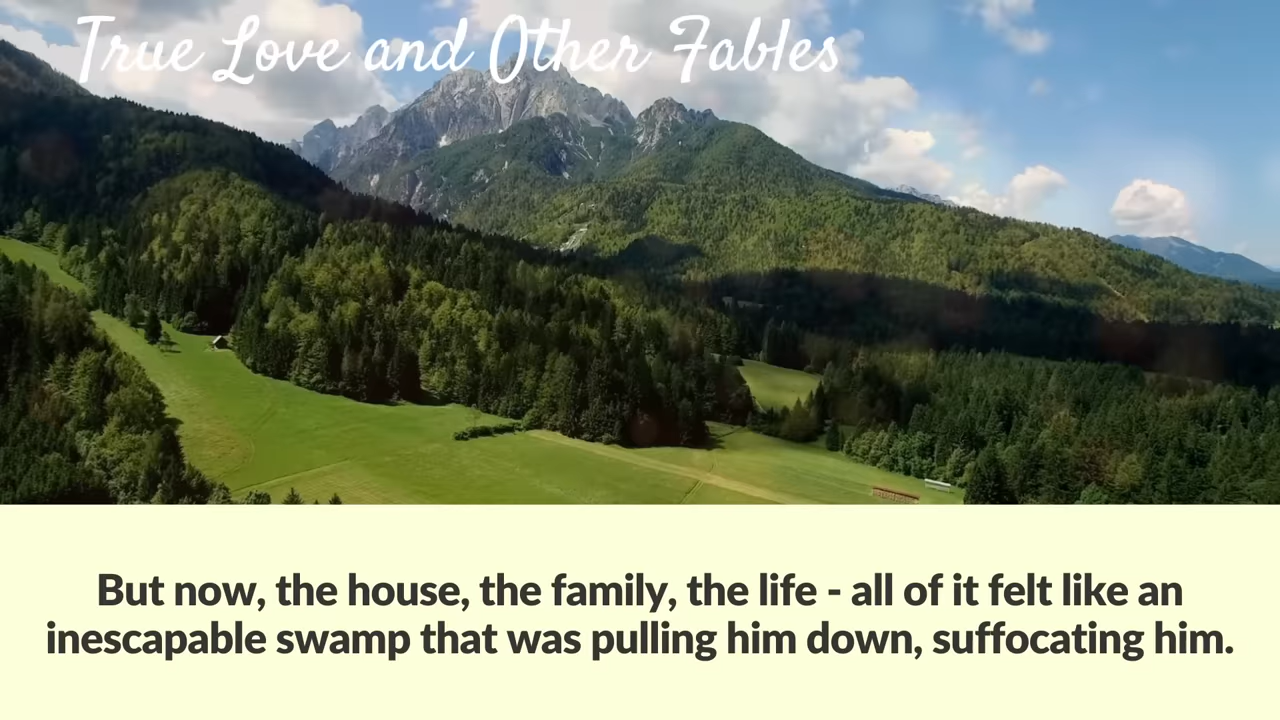 True Love and Other Fables
But now, the house, the family, the life - all of it felt like an
inescapable swamp that was pulling him down, suffocating him.